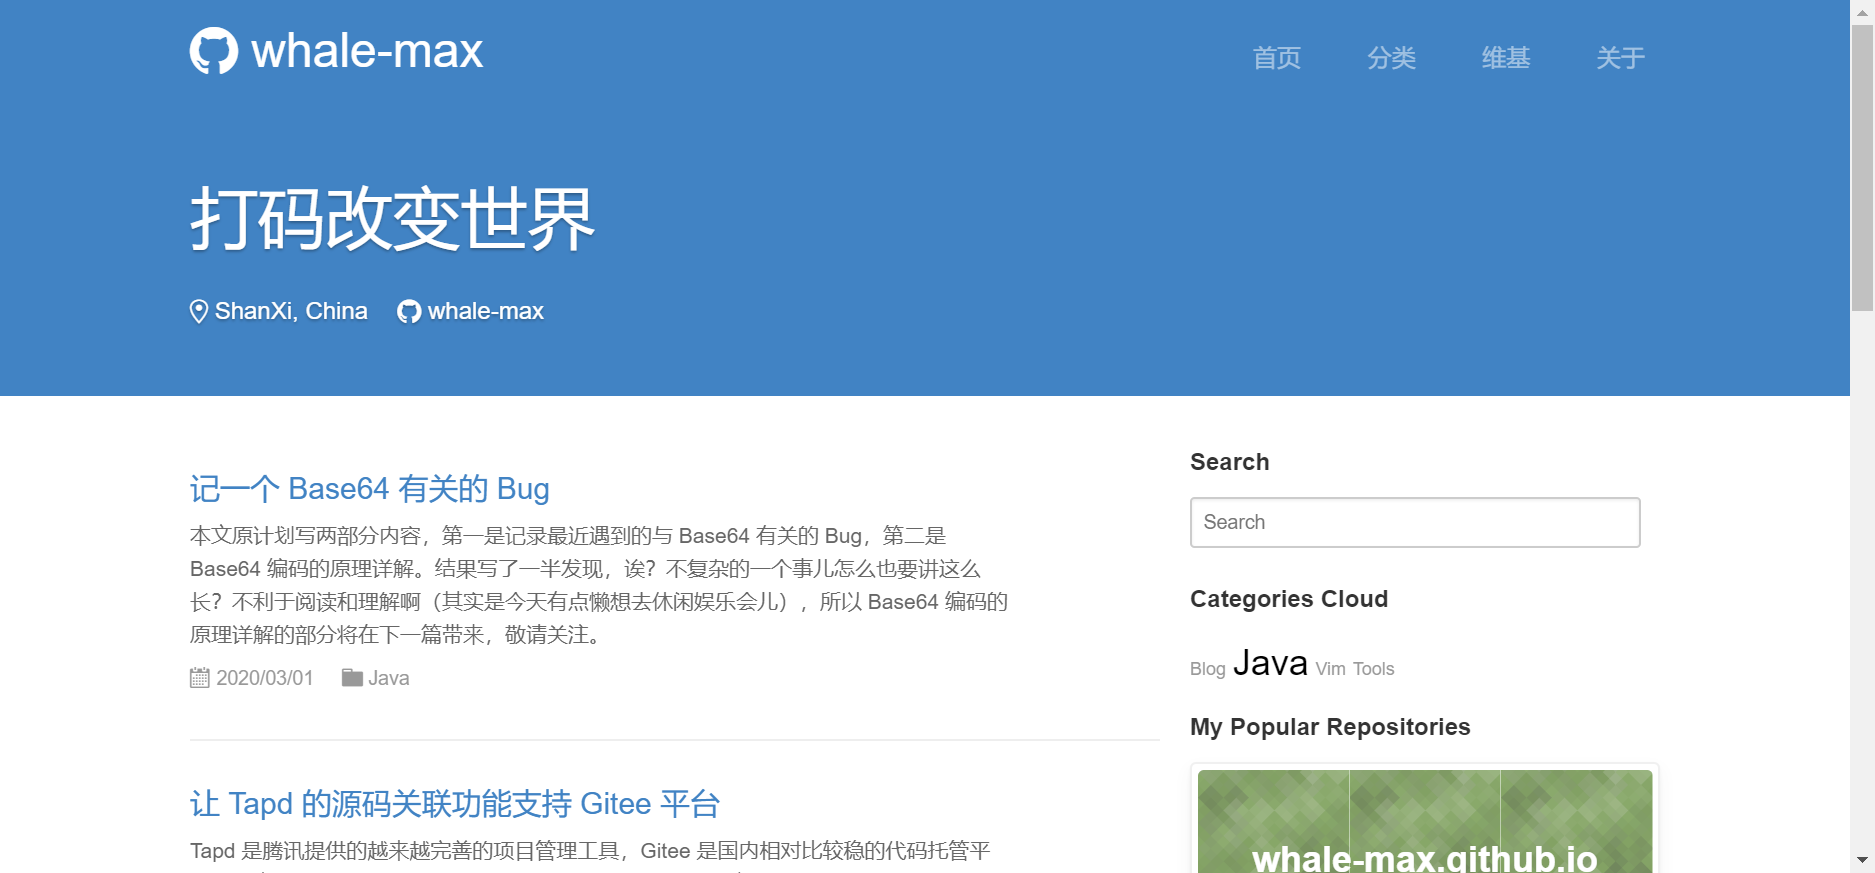 whale-max
首页 分类 维基 关于
打码改变世界
ShanXi, China whale-max
记一个 Base64 有关的 Bug
本文原计划写两部分内容，第一是记录最近遇到的与 Base64 有关的 Bug，第二是
Base64 编码的原理详解。结果写了一半发现，诶？不复杂的一个事儿怎么也要讲这么
长？不利于阅读和理解啊（其实是今天有点懒想去休闲娱乐会儿），所以 Base64 编码的
原理详解的部分将在下一篇带来，敬请关注。
2020/03/01 Java
让 Tapd 的源码关联功能支持 Gitee 平台
Tapd 是腾讯提供的越来越完善的项目管理工具，Gitee 是国内相对比较稳的代码托管平
Search
Search
Categories Cloud
Blog Java Vim Tools
My Popular Repositories
whale-max.github.io